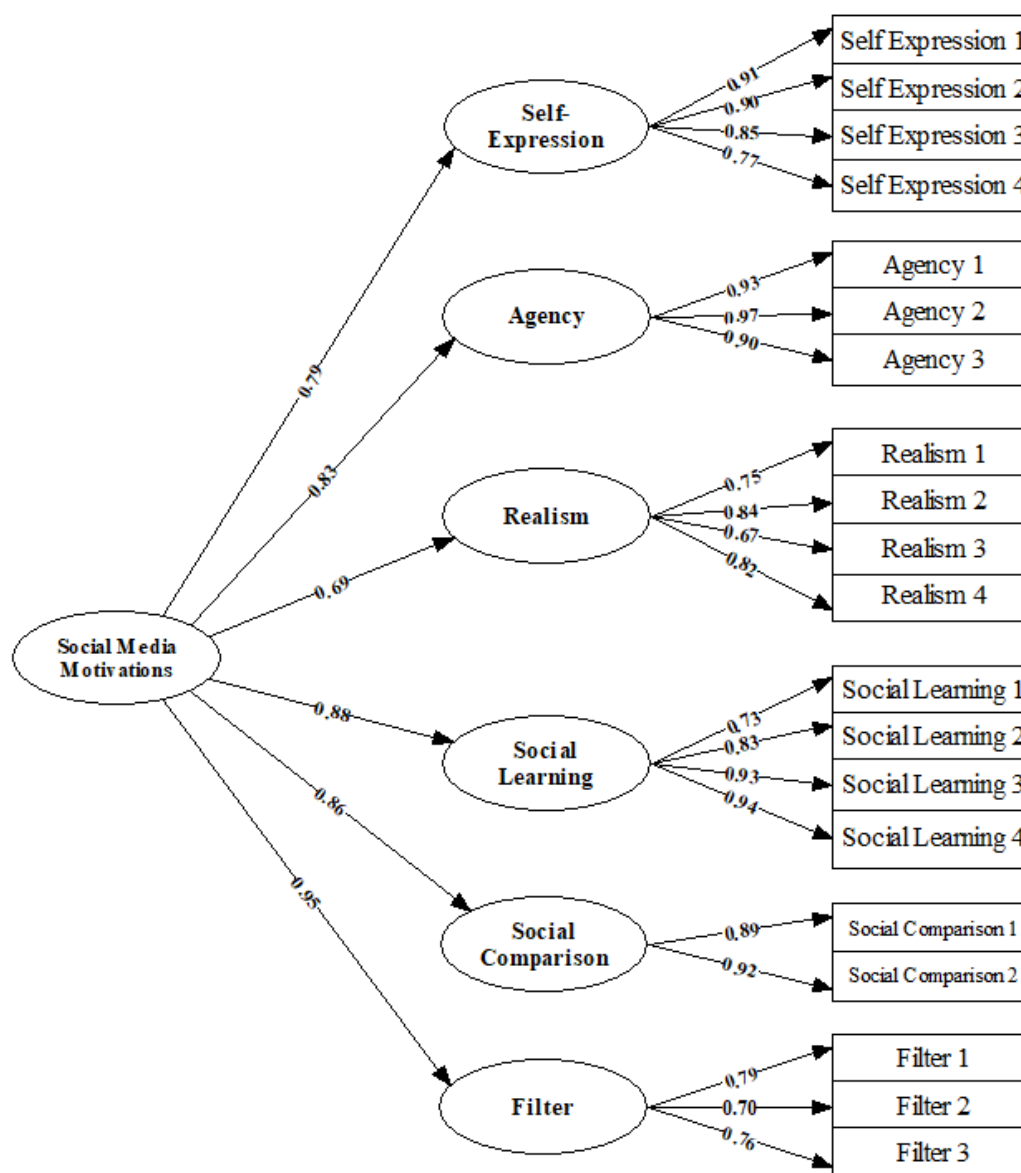 Self Expression 1
0.91
Self Expression 2
0.90
Self-
Expression
0.85
Self Expression 3
0.77
Self Expression 4
Agency 1
0.93
Agency
0.97
Agency 2
0.90
Agency 3
0.79
0.83
Realism 1
0.75
Realism
0.84
Realism 2
0.67
Realism 3
0.82
Realism 4
0.69
Social Media
Motivations
Social Learning 1
0.73
0.88
0.83
Social Learning 2
Social
Learning
0.93
Social Learning 3
0.94
Social Learning 4
0.86
0.95
Social
Comparison
0.89
Social Comparison 1
0.92
Social Comparison 2
Filter 1
0.79
Filter
0.70
Filter 2
0.76
Filter 3